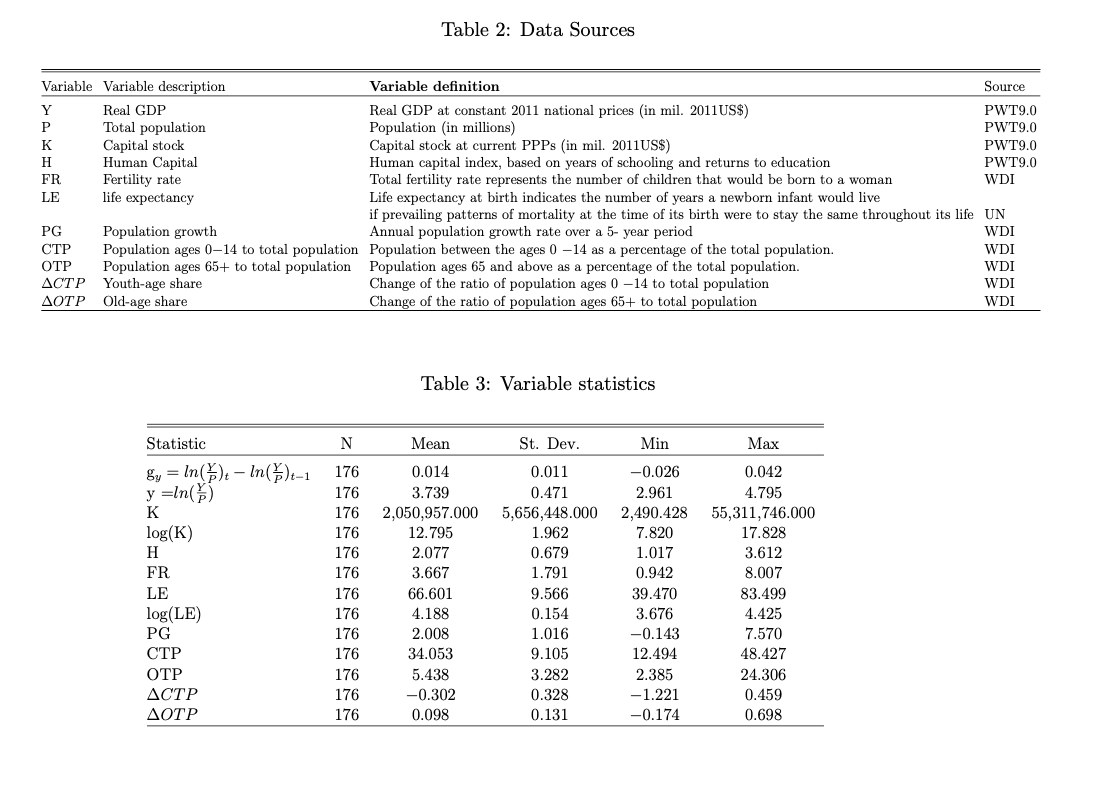 Table 2: Data Sources
Variable Variable description Variable definition Source
Y Real GDP Real GDP at constant 2011 national prices (in mil. 2011US$) PWT9.0
P Total population Population (in millions) PWT9.0
K Capital stock Capital stock at current PPPs (in mil. 2011US$) PWT9.0
H Human Capital Human capital index, based on years of schooling and returns to education PWT9.0
FR Fertility rate Total fertility rate represents the number of children that would be born to a woman WDI
LE life expectancy Life expectancy at birth indicates the number of years a newborn infant would live
if prevailing patterns of mortality at the time of its birth were to stay the same throughout its life UN
PG Population growth Annual population growth rate over a 5- year period WDI
CTP Population ages 0−14 to total population Population between the ages 0 −14 as a percentage of the total population. WDI
OTP Population ages 65+ to total population Population ages 65 and above as a percentage of the total population. WDI
ΔCTP Youth-age share Change of the ratio of population ages 0 −14 to total population WDI
ΔOTP Old-age share Change of the ratio of population ages 65+ to total population WDI
Table 3: Variable statistics
Statistic N Mean St. Dev. Min Max
g_y = ln(Y/P)_t − ln(Y/P)_{t−1} 176 0.014 0.011 −0.026 0.042
y =ln(Y/P) 176 3.739 0.471 2.961 4.795
K 176 2,050,957.000 5,656,448.000 2,490.428 55,311,746.000
log(K) 176 12.795 1.962 7.820 17.828
H 176 2.077 0.679 1.017 3.612
FR 176 3.667 1.791 0.942 8.007
LE 176 66.601 9.566 39.470 83.499
log(LE) 176 4.188 0.154 3.676 4.425
PG 176 2.008 1.016 −0.143 7.570
CTP 176 34.053 9.105 12.494 48.427
OTP 176 5.438 3.282 2.385 24.306
ΔCTP 176 −0.302 0.328 −1.221 0.459
ΔOTP 176 0.098 0.131 −0.174 0.698